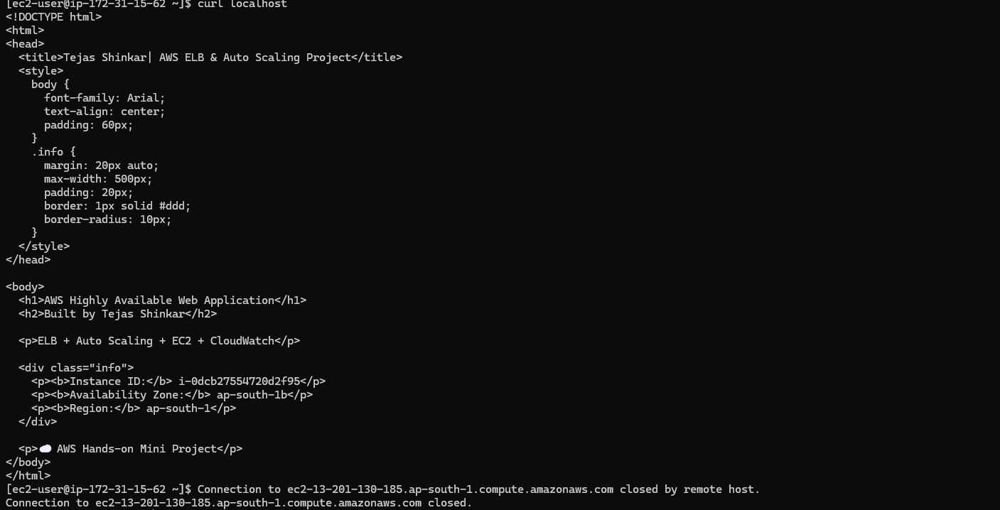 [ec2-user@ip-172-31-15-62 ~]$ curl localhost
<!DOCTYPE html>
<html>
<head>
  <title>Tejas Shinkar| AWS ELB & Auto Scaling Project</title>
  <style>
    body {
      font-family: Arial;
      text-align: center;
      padding: 60px;
    }
    .info {
      margin: 20px auto;
      max-width: 500px;
      padding: 20px;
      border: 1px solid #ddd;
      border-radius: 10px;
    }
  </style>
</head>

<body>
  <h1>AWS Highly Available Web Application</h1>
  <h2>Built by Tejas Shinkar</h2>

  <p>ELB + Auto Scaling + EC2 + CloudWatch</p>

  <div class="info">
    <p><b>Instance ID:</b> i-0dcb27554720d2f95</p>
    <p><b>Availability Zone:</b> ap-south-1b</p>
    <p><b>Region:</b> ap-south-1</p>
  </div>

  <p>☁ AWS Hands-on Mini Project</p>
</body>
</html>
[ec2-user@ip-172-31-15-62 ~]$ Connection to ec2-13-201-130-185.ap-south-1.compute.amazonaws.com closed by remote host.
Connection to ec2-13-201-130-185.ap-south-1.compute.amazonaws.com closed.